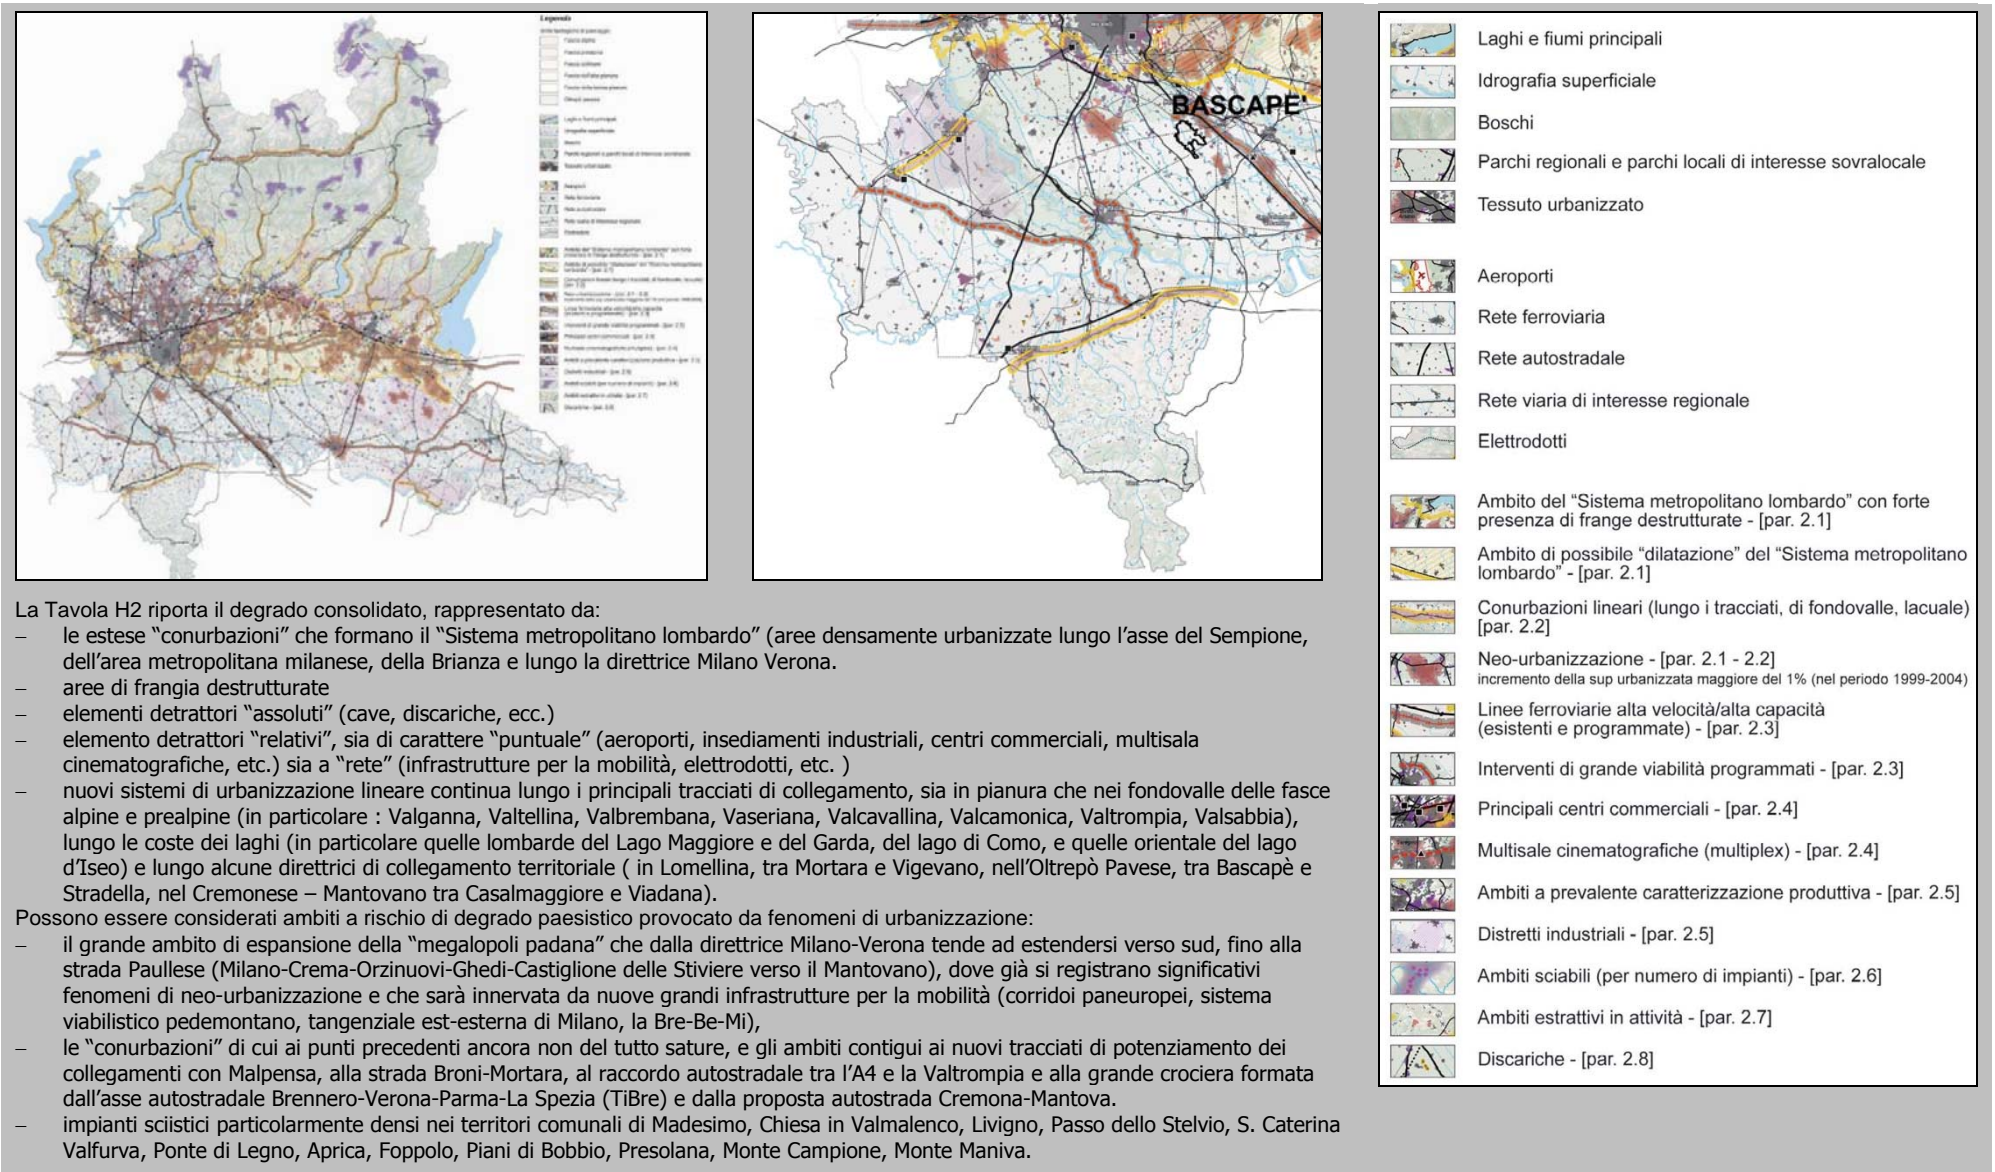 Legenda
BASCAPE'
La Tavola H2 riporta il degrado consolidato, rappresentato da:
– le estese “conurbazioni” che formano il “Sistema metropolitano lombardo” (aree densamente urbanizzate lungo l’asse del Sempione,
dell’area metropolitana milanese, della Brianza e lungo la direttrice Milano Verona.
– aree di frangia destrutturate
– elementi detrattori “assoluti” (cave, discariche, ecc.)
– elemento detrattori “relativi”, sia di carattere “puntuale” (aeroporti, insediamenti industriali, centri commerciali, multisala
cinematografiche, etc.) sia a “rete” (infrastrutture per la mobilità, elettrodotti, etc. )
– nuovi sistemi di urbanizzazione lineare continua lungo i principali tracciati di collegamento, sia in pianura che nei fondovalle delle fasce
alpine e prealpine (in particolare : Valganna, Valtellina, Valbrembana, Vaseriana, Valcavallina, Valcamonica, Valtrompia, Valsabbia),
lungo le coste dei laghi (in particolare quelle lombarde del Lago Maggiore e del Garda, del lago di Como, e quelle orientale del lago
d’Iseo) e lungo alcune direttrici di collegamento territoriale ( in Lomellina, tra Mortara e Vigevano, nell’Oltrepò Pavese, tra Bascapè e
Stradella, nel Cremonese – Mantovano tra Casalmaggiore e Viadana).
Possono essere considerati ambiti a rischio di degrado paesistico provocato da fenomeni di urbanizzazione:
– il grande ambito di espansione della “megalopoli padana” che dalla direttrice Milano-Verona tende ad estendersi verso sud, fino alla
strada Paullese (Milano-Crema-Orzinuovi-Ghedi-Castiglione delle Stiviere verso il Mantovano), dove già si registrano significativi
fenomeni di neo-urbanizzazione e che sarà innervata da nuove grandi infrastrutture per la mobilità (corridoi paneuropei, sistema
viabilistico pedemontano, tangenziale est-esterna di Milano, la Bre-Be-Mi),
– le “conurbazioni” di cui ai punti precedenti ancora non del tutto sature, e gli ambiti contigui ai nuovi tracciati di potenziamento dei
collegamenti con Malpensa, alla strada Broni-Mortara, al raccordo autostradale tra l’A4 e la Valtrompia e alla grande crociera formata
dall’asse autostradale Brennero-Verona-Parma-La Spezia (TiBre) e dalla proposta autostrada Cremona-Mantova.
– impianti sciistici particolarmente densi nei territori comunali di Madesimo, Chiesa in Valmalenco, Livigno, Passo dello Stelvio, S. Caterina
Valfurva, Ponte di Legno, Aprica, Foppolo, Piani di Bobbio, Presolana, Monte Campione, Monte Maniva.
Laghi e fiumi principali
Idrografia superficiale
Boschi
Parchi regionali e parchi locali di interesse sovralocale
Tessuto urbanizzato
Aeroporti
Rete ferroviaria
Rete autostradale
Rete viaria di interesse regionale
Elettrodotti
Ambito del “Sistema metropolitano lombardo” con forte
presenza di frange destrutturate - [par. 2.1]
Ambito di possibile “dilatazione” del “Sistema metropolitano
lombardo” - [par. 2.1]
Conurbazioni lineari (lungo i tracciati, di fondovalle, lacuale)
[par. 2.2]
Neo-urbanizzazione - [par. 2.1 - 2.2]
incremento della sup urbanizzata maggiore del 1% (nel periodo 1999-2004)
Linee ferroviarie alta velocità/alta capacità
(esistenti e programmate) - [par. 2.3]
Interventi di grande viabilità programmati - [par. 2.3]
Principali centri commerciali - [par. 2.4]
Multisale cinematografiche (multiplex) - [par. 2.4]
Ambiti a prevalente caratterizzazione produttiva - [par. 2.5]
Distretti industriali - [par. 2.5]
Ambiti sciabili (per numero di impianti) - [par. 2.6]
Ambiti estrattivi in attività - [par. 2.7]
Discariche - [par. 2.8]